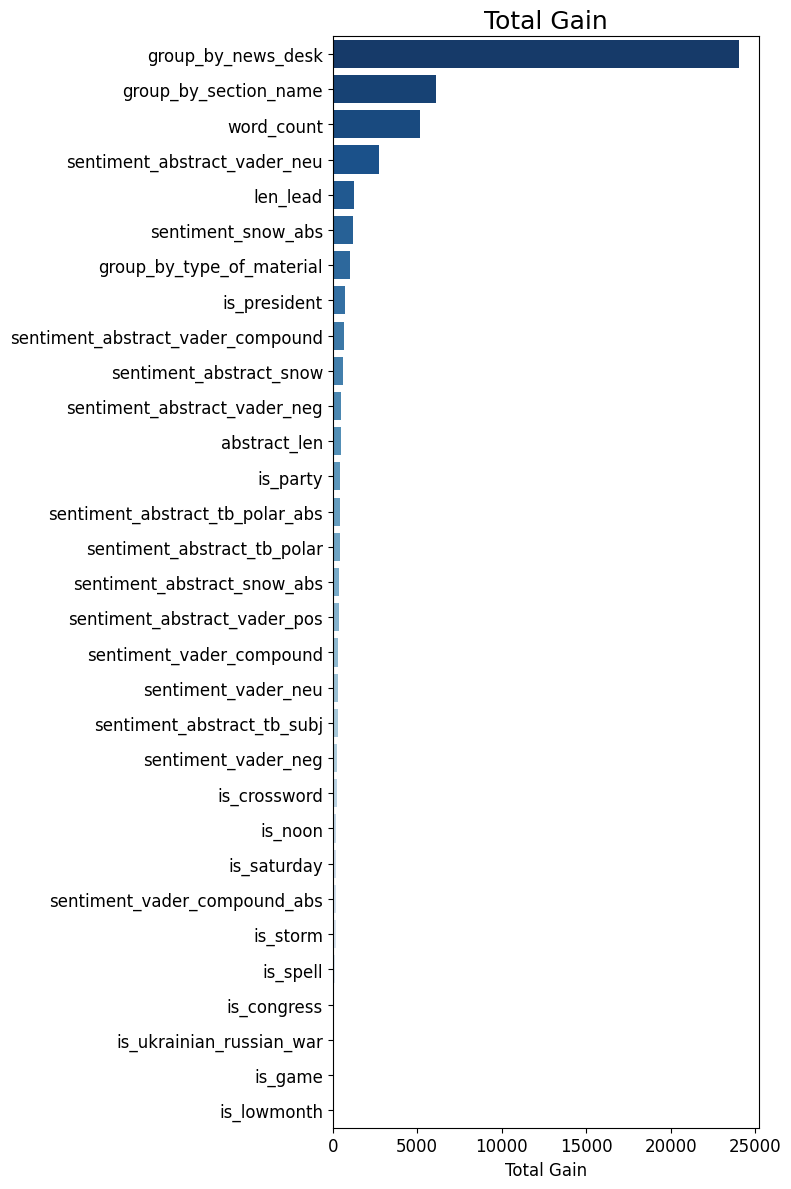 Total Gain
group_by_news_desk
group_by_section_name
word_count
sentiment_abstract_vader_neu
len_lead
sentiment_snow_abs
group_by_type_of_material
is_president
sentiment_abstract_vader_compound
sentiment_abstract_snow
sentiment_abstract_vader_neg
abstract_len
is_party
sentiment_abstract_tb_polar_abs
sentiment_abstract_tb_polar
sentiment_abstract_snow_abs
sentiment_abstract_vader_pos
sentiment_vader_compound
sentiment_vader_neu
sentiment_abstract_tb_subj
sentiment_vader_neg
is_crossword
is_noon
is_saturday
sentiment_vader_compound_abs
is_storm
is_spell
is_congress
is_ukrainian_russian_war
is_game
is_lowmonth
0 5000 10000 15000 20000 25000
Total Gain